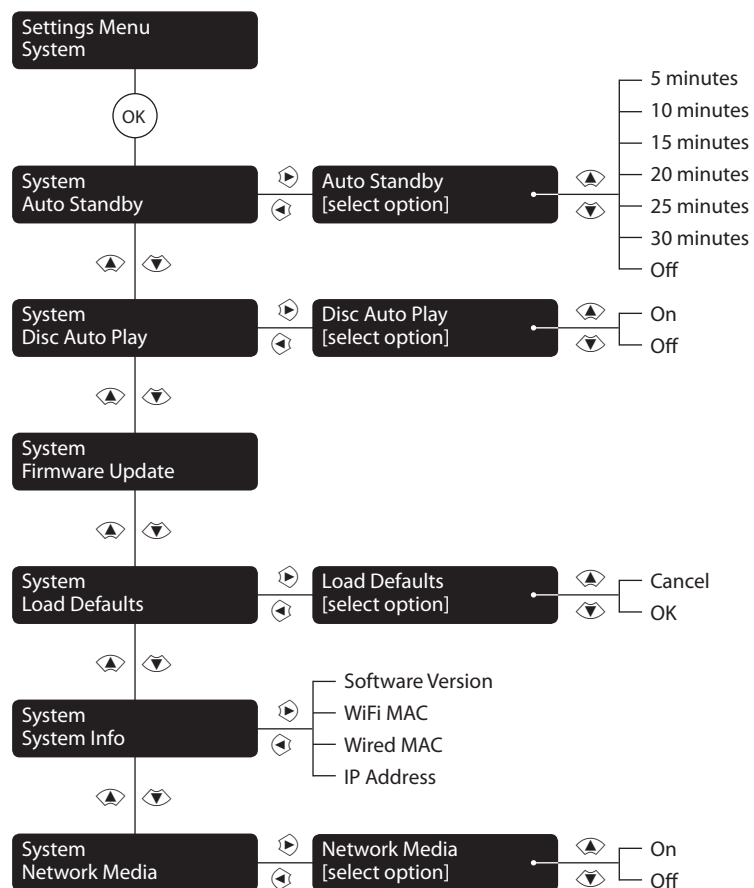 Settings Menu
System
OK
System
Auto Standby
Auto Standby
[select option]
5 minutes
10 minutes
15 minutes
20 minutes
25 minutes
30 minutes
Off
System
Disc Auto Play
Disc Auto Play
[select option]
On
Off
System
Firmware Update
System
Load Defaults
Load Defaults
[select option]
Cancel
OK
System
System Info
Software Version
WiFi MAC
Wired MAC
IP Address
System
Network Media
Network Media
[select option]
On
Off